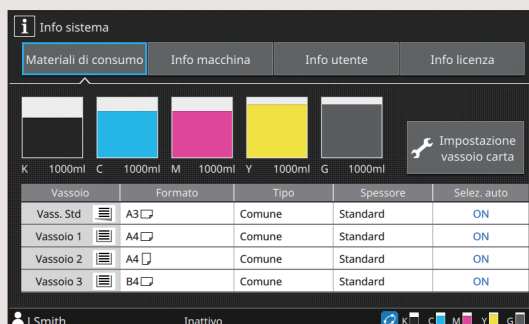 i Info sistema
Materiali di consumo Info macchina Info utente Info licenza
K 1000ml C 1000ml M 1000ml Y 1000ml G 1000ml
Impostazione
vassoio carta
Vassoio Formato Tipo Spessore Selez. auto
Vass. Std A3 Comune Standard ON
Vassoio 1 A4 Comune Standard ON
Vassoio 2 A4 Comune Standard ON
Vassoio 3 B4 Comune Standard ON
J.Smith Inattivo K C M Y G